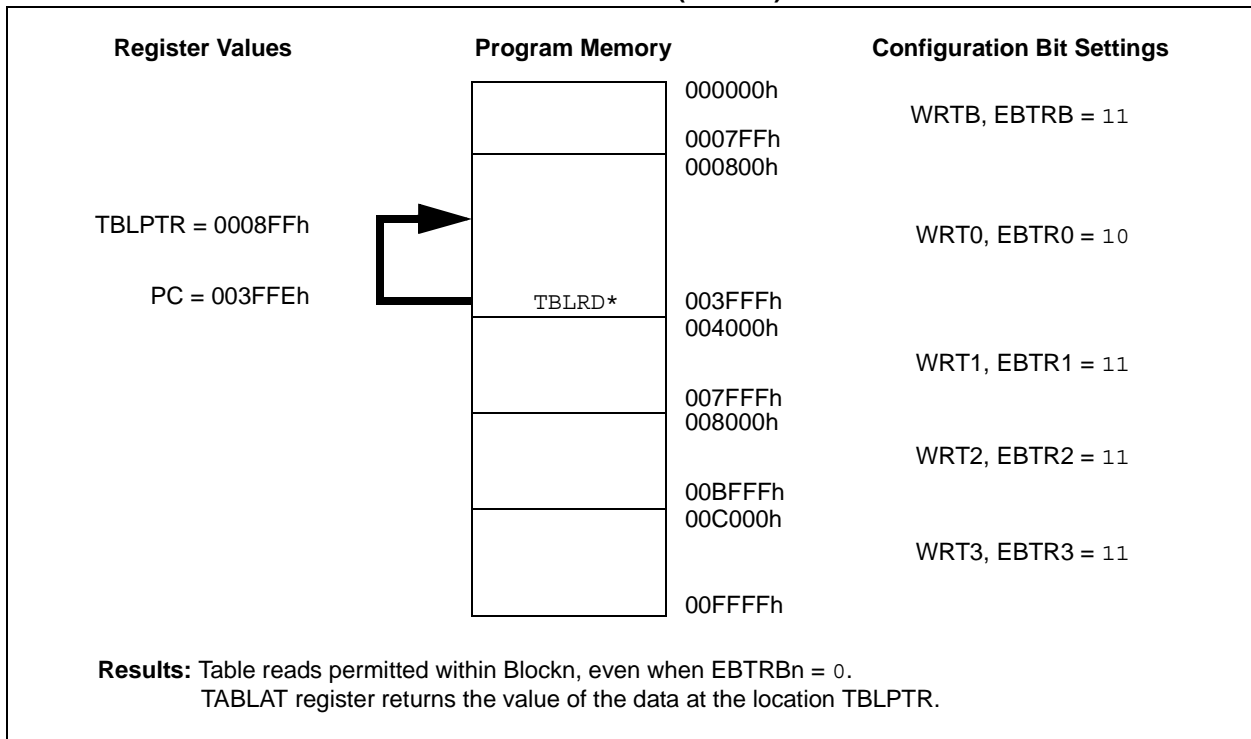 Register Values Program Memory Configuration Bit Settings
000000h
WRTB, EBTRB = 11
0007FFh
000800h
TBLPTR = 0008FFh
WRT0, EBTR0 = 10
PC = 003FFEh TBLRD* 003FFFh
004000h
WRT1, EBTR1 = 11
007FFFh
008000h
WRT2, EBTR2 = 11
00BFFFh
00C000h
WRT3, EBTR3 = 11
00FFFFh
Results: Table reads permitted within Blockn, even when EBTRBn = 0.
TABLAT register returns the value of the data at the location TBLPTR.